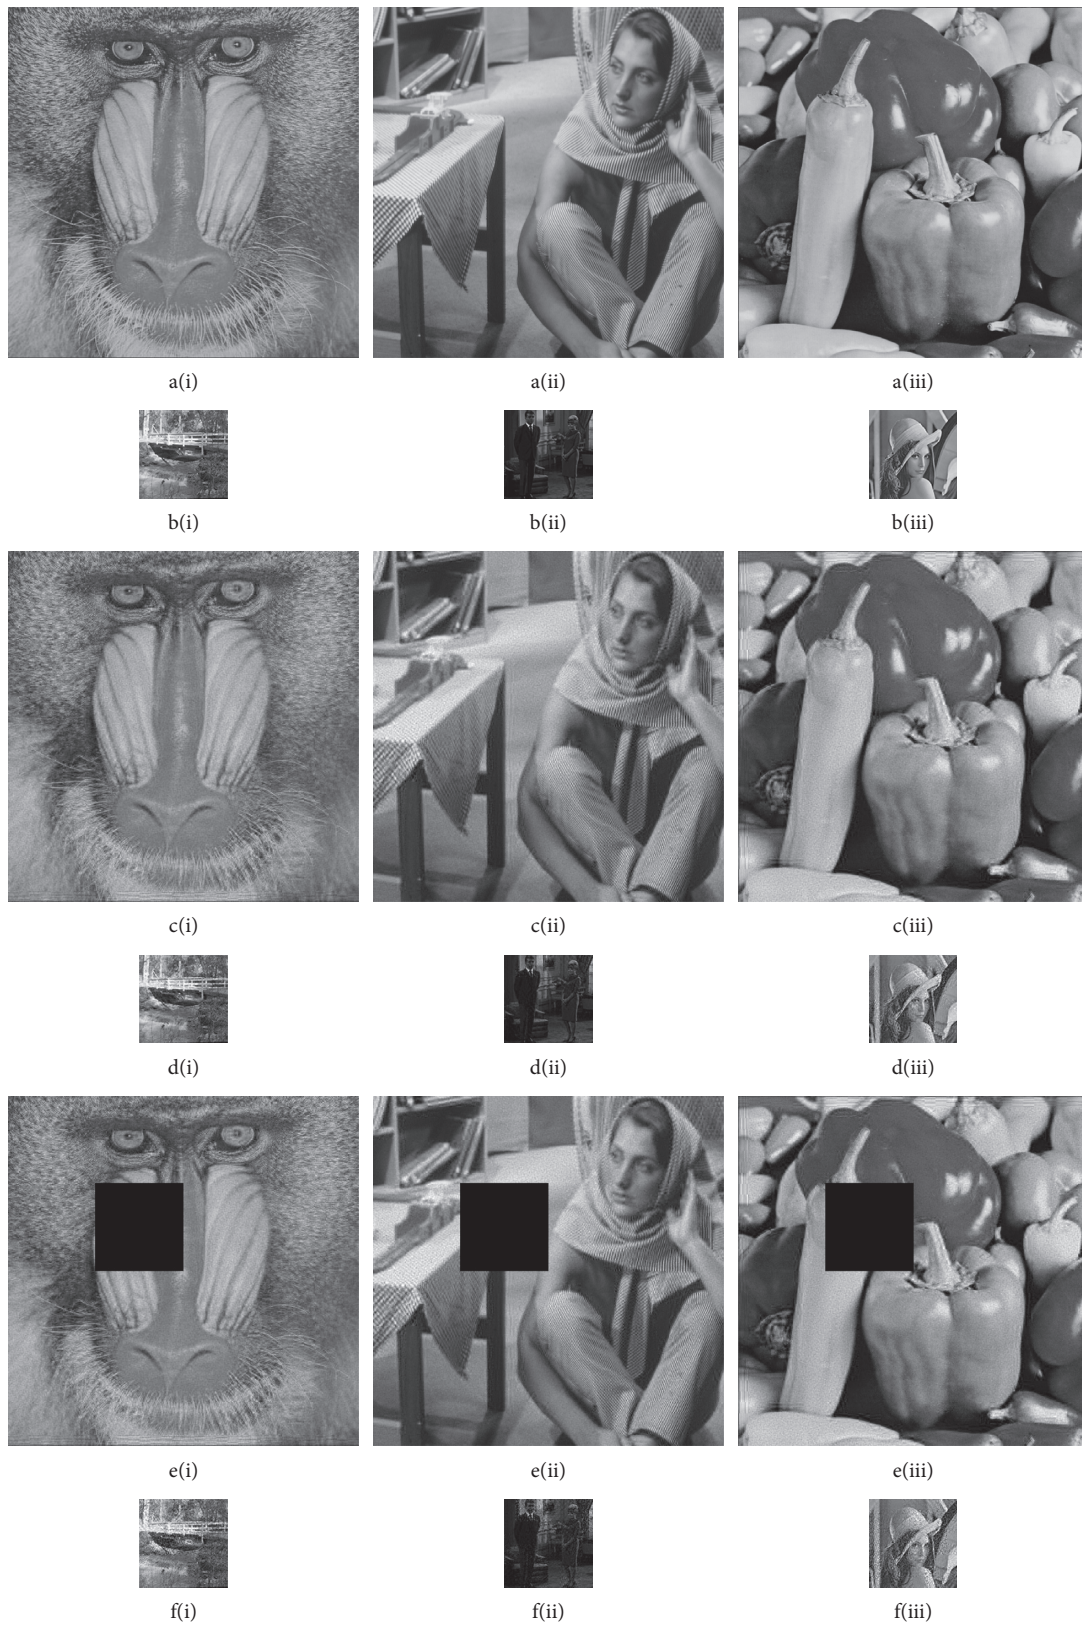 a(i) a(ii) a(iii)
b(i) b(ii) b(iii)
c(i) c(ii) c(iii)
d(i) d(ii) d(iii)
e(i) e(ii) e(iii)
f(i) f(ii) f(iii)